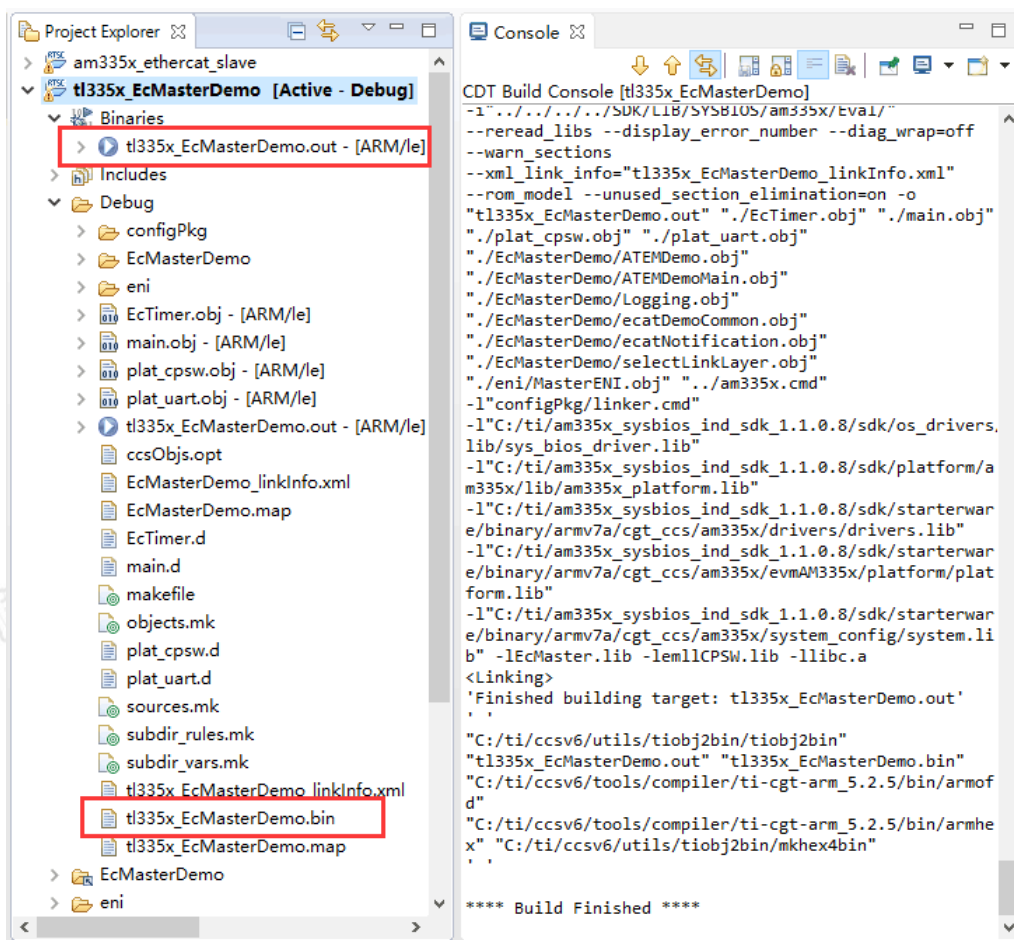 Project Explorer
am335x_ethercat_slave
tl335x_EcMasterDemo [Active - Debug]
Binaries
tl335x_EcMasterDemo.out - [ARM/le]
Includes
Debug
configPkg
EcMasterDemo
eni
EcTimer.obj - [ARM/le]
main.obj - [ARM/le]
plat_cpsw.obj - [ARM/le]
plat_uart.obj - [ARM/le]
tl335x_EcMasterDemo.out - [ARM/le]
ccsObjs.opt
EcMasterDemo_linkInfo.xml
EcMasterDemo.map
EcTimer.d
main.d
makefile
objects.mk
plat_cpsw.d
plat_uart.d
sources.mk
subdir_rules.mk
subdir_vars.mk
tl335x_EcMasterDemo_linkInfo.xml
tl335x_EcMasterDemo.bin
tl335x_EcMasterDemo.map
EcMasterDemo
eni
Console
CDT Build Console [tl335x_EcMasterDemo]
-i"../../../../SDK/LIB/SYSBIOS/am335x/Eval/"
--reread_libs --display_error_number --diag_wrap=off
--warn_sections
--xml_link_info="tl335x_EcMasterDemo_linkInfo.xml"
--rom_model --unused_section_elimination=on -o
"tl335x_EcMasterDemo.out" "./EcTimer.obj" "./main.obj"
"./plat_cpsw.obj" "./plat_uart.obj"
"./EcMasterDemo/ATEMDemo.obj"
"./EcMasterDemo/ATEMDemoMain.obj"
"./EcMasterDemo/Logging.obj"
"./EcMasterDemo/ecatDemoCommon.obj"
"./EcMasterDemo/ecatNotification.obj"
"./EcMasterDemo/selectLinkLayer.obj"
"./eni/MasterENI.obj" "../am335x.cmd"
-l"configPkg/linker.cmd"
-l"C:/ti/am335x_sysbios_ind_sdk_1.1.0.8/sdk/os_drivers/
lib/sys_bios_driver.lib"
-l"C:/ti/am335x_sysbios_ind_sdk_1.1.0.8/sdk/platform/a
m335x/lib/am335x_platform.lib"
-l"C:/ti/am335x_sysbios_ind_sdk_1.1.0.8/sdk/starterwar
e/binary/armv7a/cgt_ccs/am335x/drivers/drivers.lib"
-l"C:/ti/am335x_sysbios_ind_sdk_1.1.0.8/sdk/starterwar
e/binary/armv7a/cgt_ccs/am335x/evmAM335x/platform/plat
form.lib"
-l"C:/ti/am335x_sysbios_ind_sdk_1.1.0.8/sdk/starterwar
e/binary/armv7a/cgt_ccs/am335x/system_config/system.li
b" -lEcMaster.lib -lemllCPSW.lib -llibc.a
<Linking>
'Finished building target: tl335x_EcMasterDemo.out'
' '
"C:/ti/ccsv6/utils/tiobj2bin/tiobj2bin"
"tl335x_EcMasterDemo.out" "tl335x_EcMasterDemo.bin"
"C:/ti/ccsv6/tools/compiler/ti-cgt-arm_5.2.5/bin/armof
d"
"C:/ti/ccsv6/tools/compiler/ti-cgt-arm_5.2.5/bin/armhe
x" "C:/ti/ccsv6/utils/tiobj2bin/mkhex4bin"
' '
**** Build Finished ****